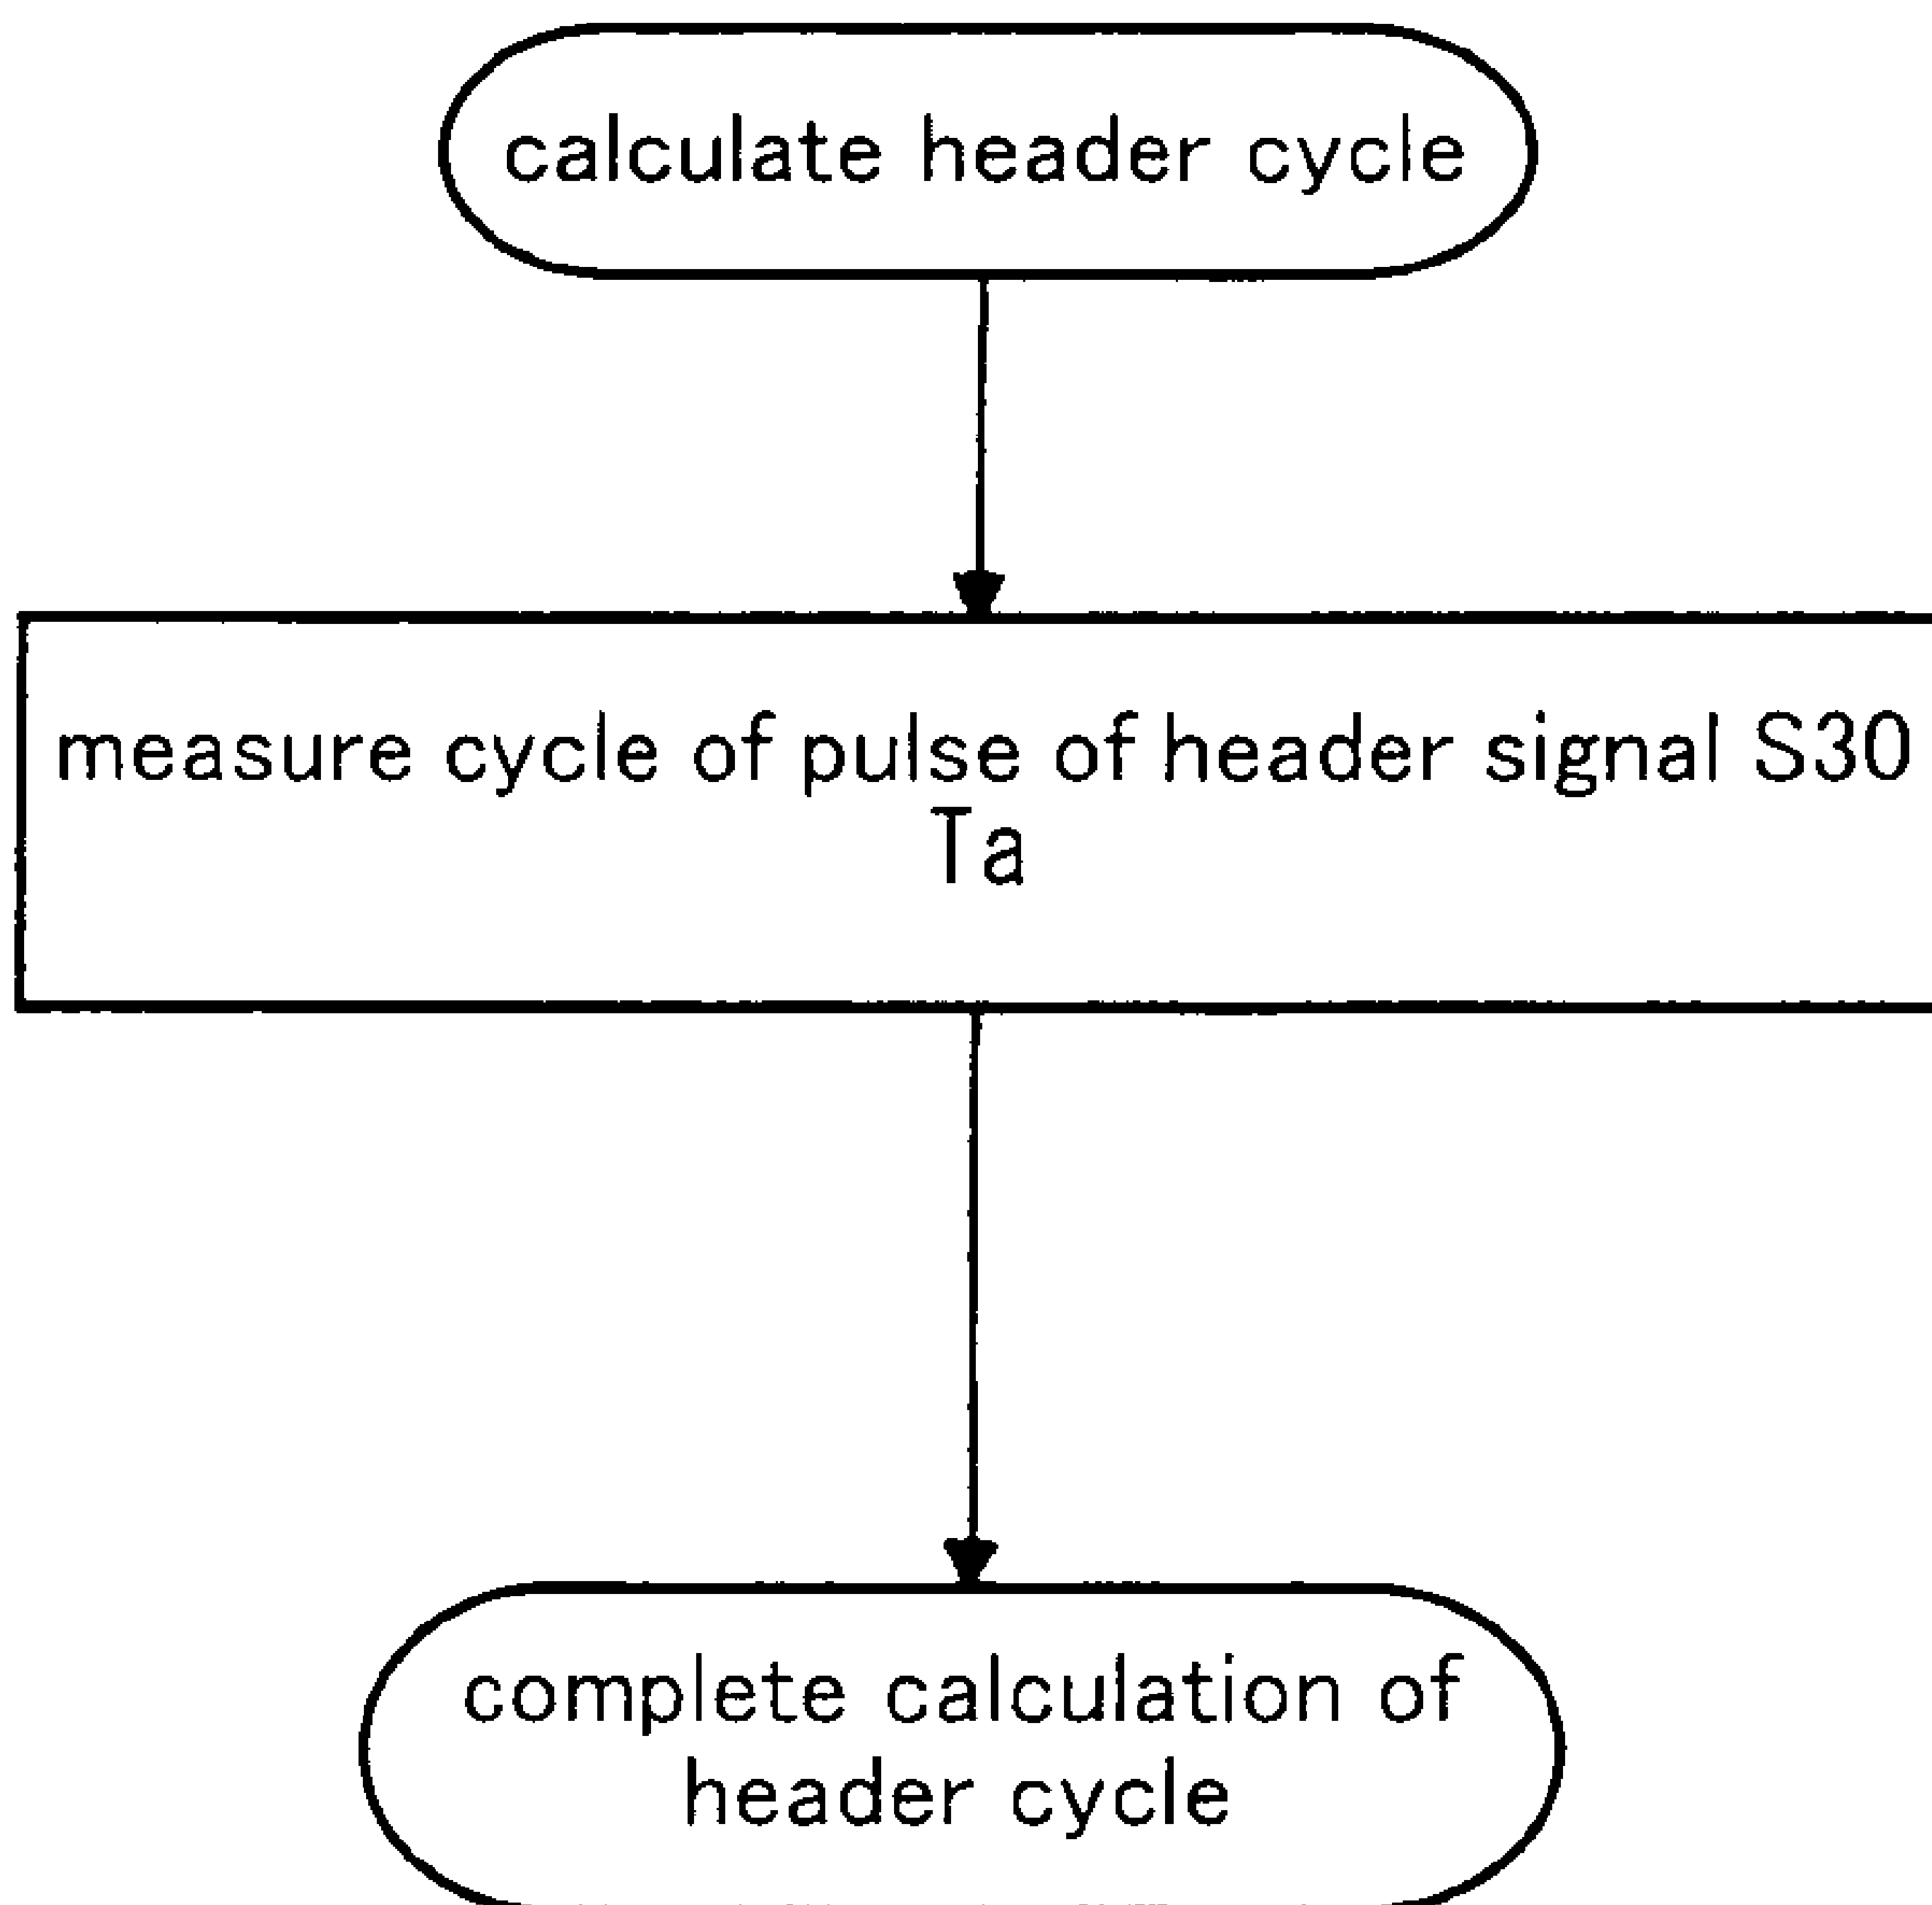 calculate header cycle
measure cycle of pulse of header signal S30
Ta
complete calculation of
header cycle